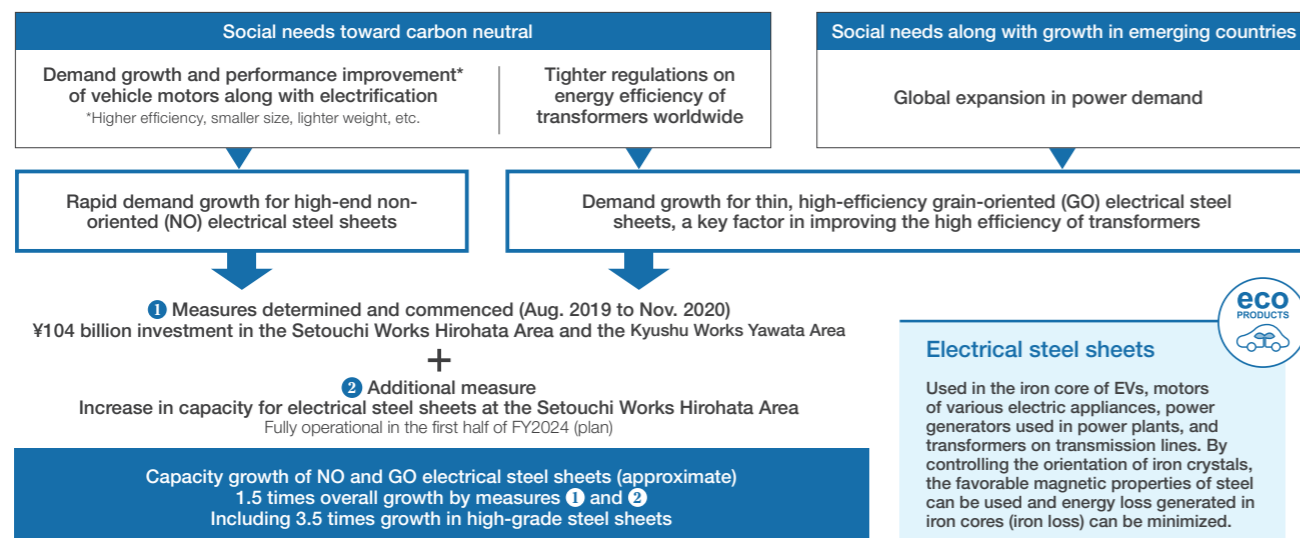 Social needs toward carbon neutral
Demand growth and performance improvement*
of vehicle motors along with electrification
*Higher efficiency, smaller size, lighter weight, etc.
Tighter regulations on
energy efficiency of
transformers worldwide
Social needs along with growth in emerging countries
Global expansion in power demand
Rapid demand growth for high-end non-
oriented (NO) electrical steel sheets
Demand growth for thin, high-efficiency grain-oriented (GO) electrical steel
sheets, a key factor in improving the high efficiency of transformers
❶ Measures determined and commenced (Aug. 2019 to Nov. 2020)
¥104 billion investment in the Setouchi Works Hirohata Area and the Kyushu Works Yawata Area
+
❷ Additional measure
Increase in capacity for electrical steel sheets at the Setouchi Works Hirohata Area
Fully operational in the first half of FY2024 (plan)
Capacity growth of NO and GO electrical steel sheets (approximate)
1.5 times overall growth by measures ❶ and ❷
Including 3.5 times growth in high-grade steel sheets
eco
PRODUCTS
Electrical steel sheets
Used in the iron core of EVs, motors
of various electric appliances, power
generators used in power plants, and
transformers on transmission lines. By
controlling the orientation of iron crystals,
the favorable magnetic properties of steel
can be used and energy loss generated in
iron cores (iron loss) can be minimized.